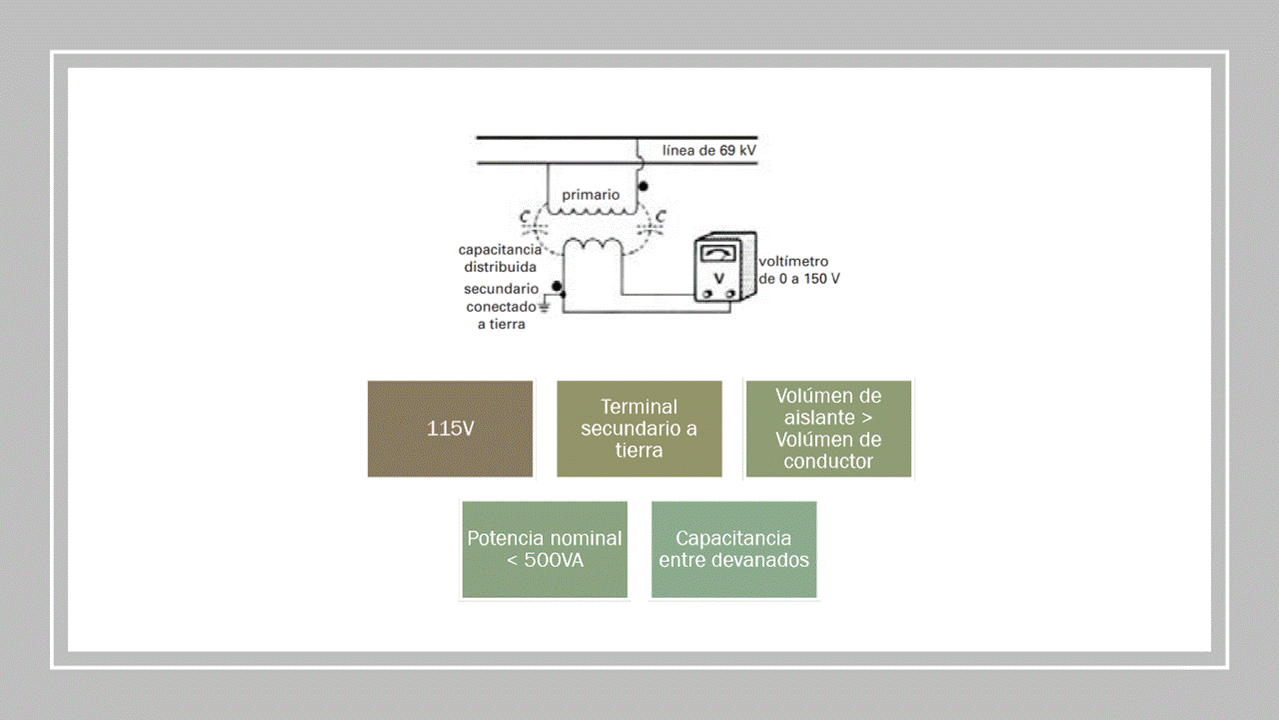 línea de 69 kV
primario
C
C
capacitancia
distribuida
voltímetro
de 0 a 150 V
V
secundario
conectado
a tierra
115V
Terminal
secundario a
tierra
Volúmen de
aislante >
Volúmen de
conductor
Potencia nominal
< 500VA
Capacitancia
entre devanados